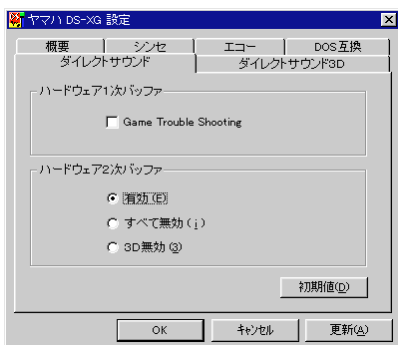 ヤマハ DS-XG 設定
概要 シンセ エコー DOS互換
ダイレクトサウンド ダイレクトサウンド3D
ハードウェア1次バッファ
Game Trouble Shooting
ハードウェア2次バッファ
有効(E)
すべて無効(i)
3D無効(3)
初期値(D)
OK キャンセル 更新(A)